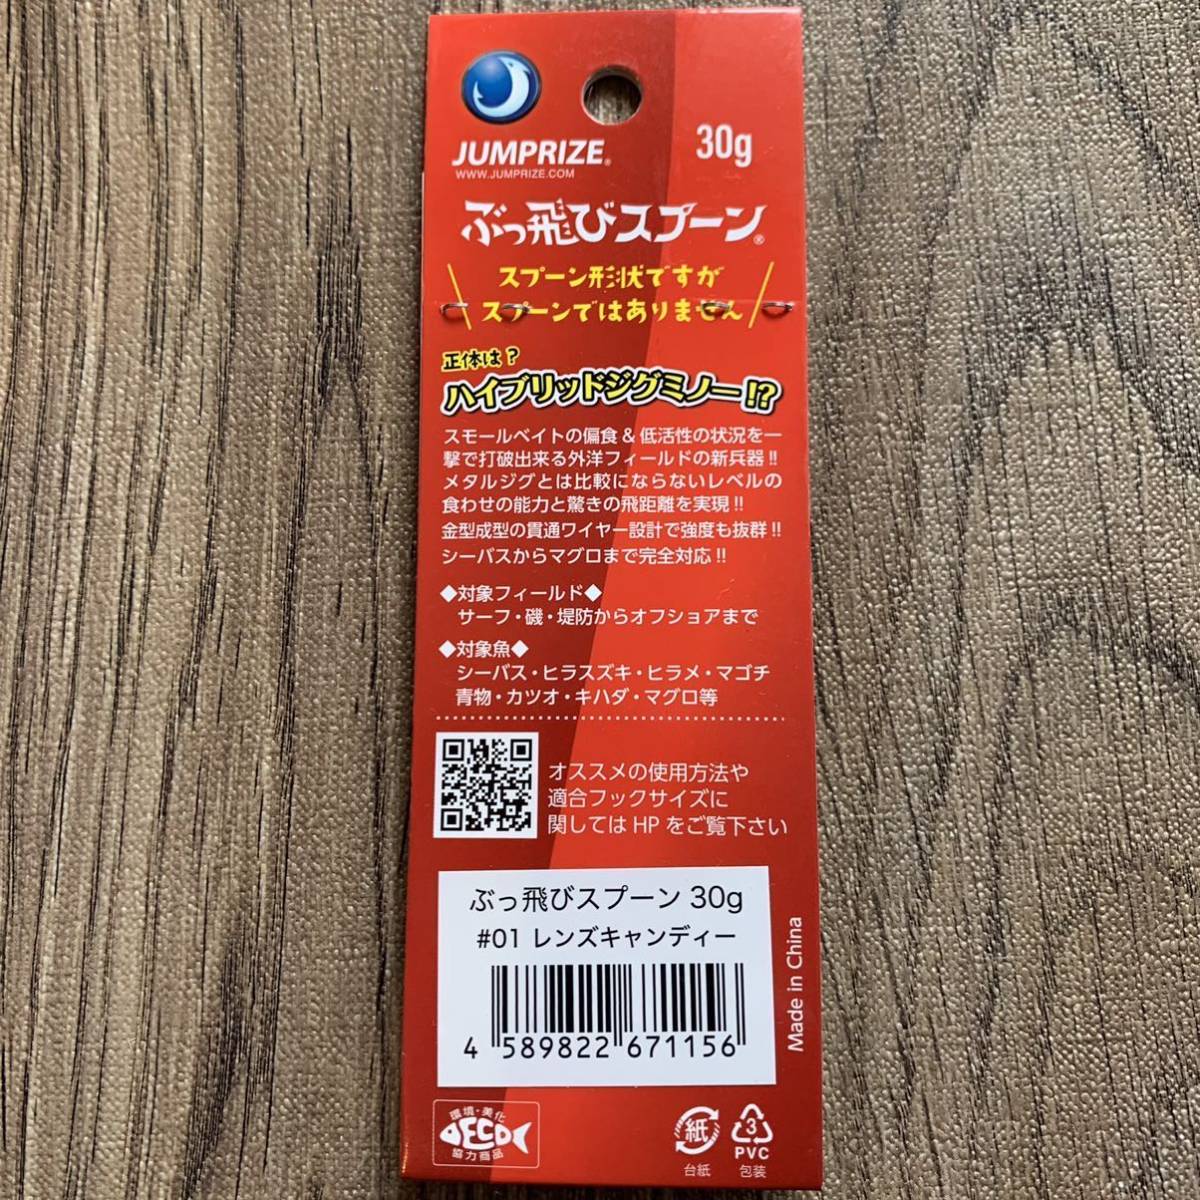 JUMPRIZE®
WWW.JUMPRIZE.COM
30g
ぶっ飛びスプーン®
スプーン形状ですが
スプーンではありません
正体は?
ハイブリッドジグミノー!?
スモールベイトの偏食&低活性の状況を一
撃で打破出来る外洋フィールドの新兵器!!
メタルジグとは比較にならないレベルの
食わせの能力と驚きの飛距離を実現!!
金型成型の貫通ワイヤー設計で強度も抜群!!
シーバスからマグロまで完全対応!!
◆対象フィールド◆
サーフ・磯・堤防からオフショアまで
◆対象魚◆
シーバス・ヒラスズキ・ヒラメ・マゴチ
青物・カツオ・キハダ・マグロ等
オススメの使用方法や
適合フックサイズに
関しては HP をご覧下さい
ぶっ飛びスプーン 30g
#01 レンズキャンディー
4 589822 671156
Made in China
環境・美化
ECO
協力商品
紙
台紙
3
PVC
包装